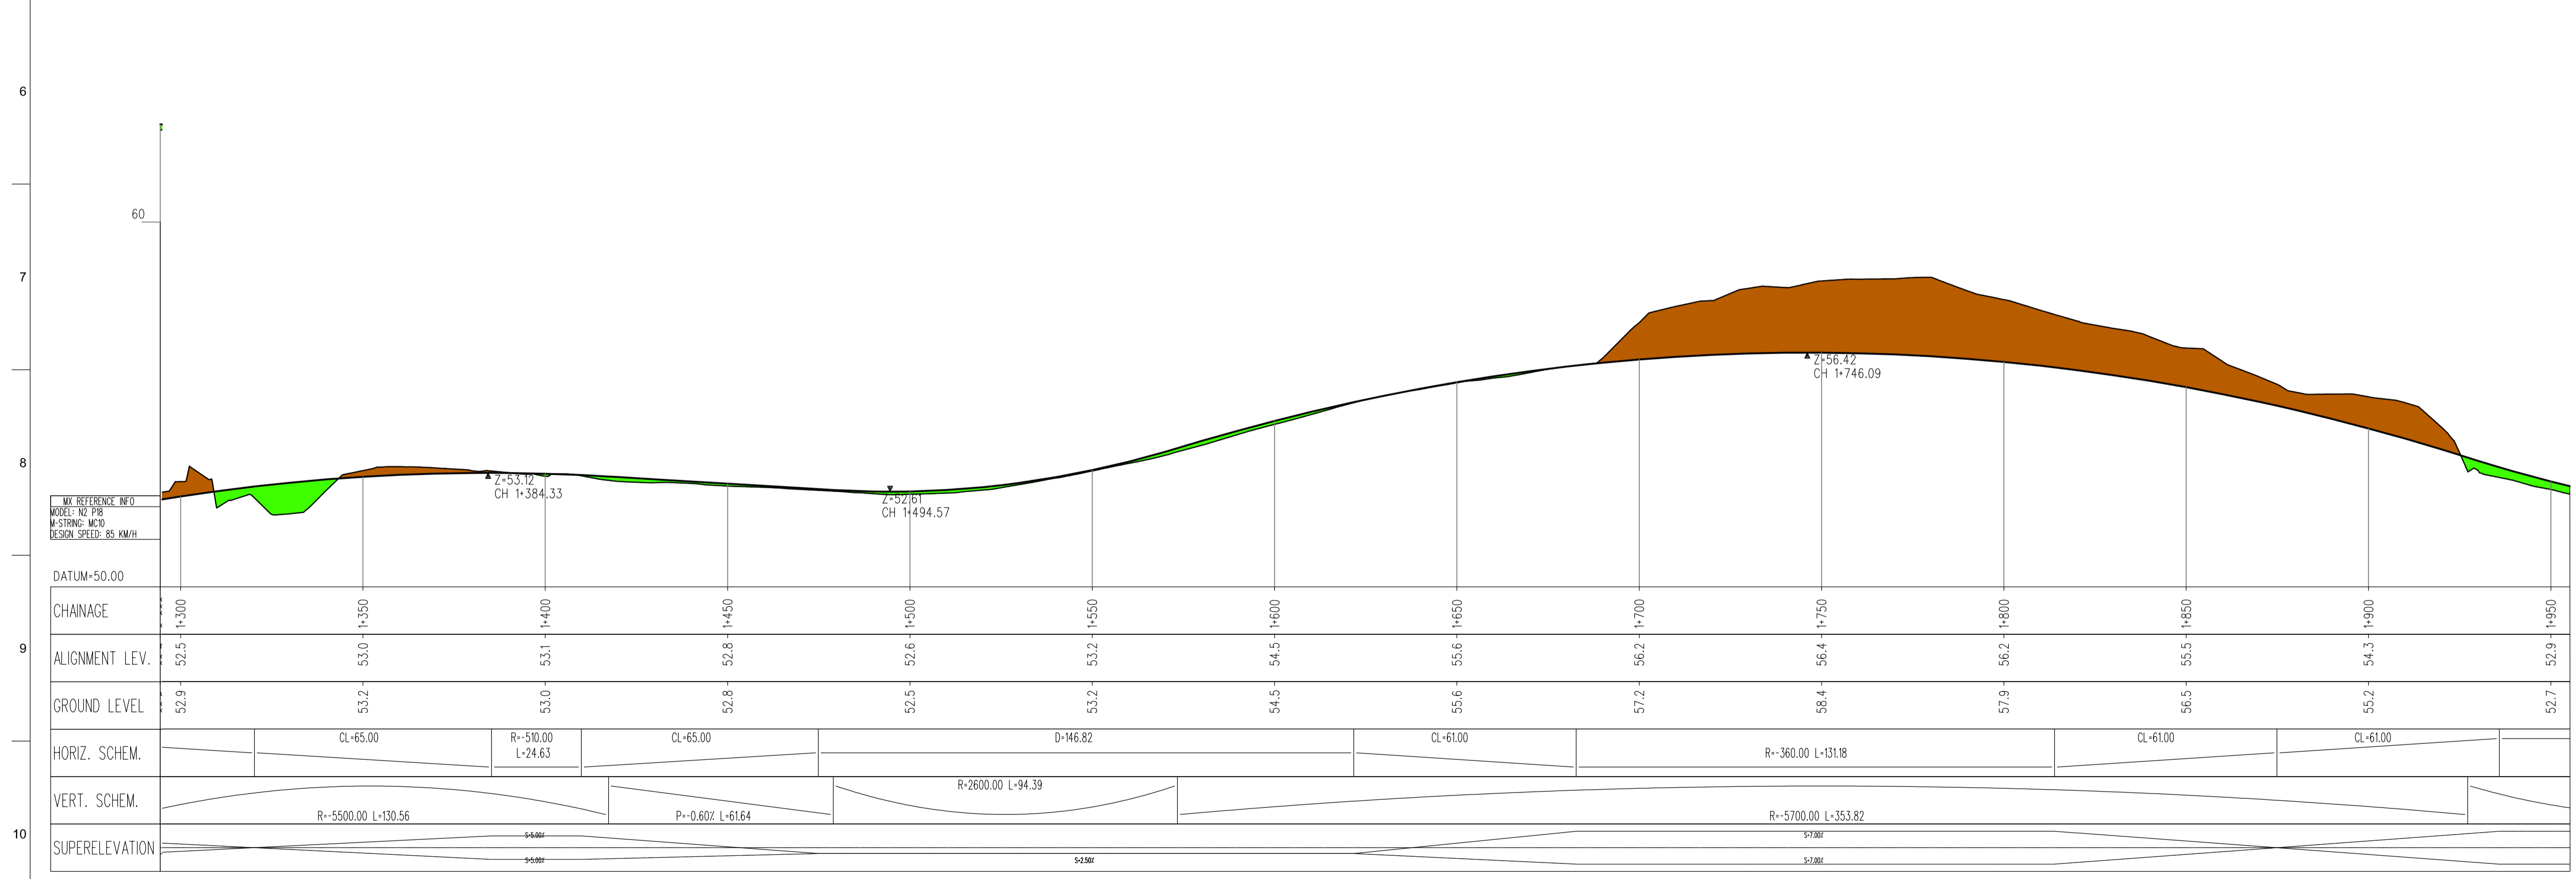 6
60
7
Z=56.42
CH 1+746.09
8
Z=53.12
CH 1+384.33
Z=52.61
CH 1+494.57
MX REFERENCE INFO
MODEL: N2 P18
M-STRING: MC10
DESIGN SPEED: 85 KM/H
DATUM=50.00
CHAINAGE 1+300 1+350 1+400 1+450 1+500 1+550 1+600 1+650 1+700 1+750 1+800 1+850 1+900 1+950
9
ALIGNMENT LEV. 52.5 53.0 53.1 52.8 52.6 53.2 54.5 55.6 56.2 56.4 56.2 55.5 54.3 52.9
GROUND LEVEL 52.9 53.2 53.0 52.8 52.5 53.2 54.5 55.6 57.2 58.4 57.9 56.5 55.2 52.7
HORIZ. SCHEM. CL=65.00 R=-510.00 CL=65.00 D=146.82 CL=61.00 R=-360.00 L=131.18 CL=61.00 CL=61.00
L=24.63
VERT. SCHEM. R=-5500.00 L=130.56 P=-0.60% L=61.64 R=2600.00 L=94.39 R=-5700.00 L=353.82
10
SUPERELEVATION
S=5.00% S=7.00%
S=5.00% S=2.50% S=7.00%